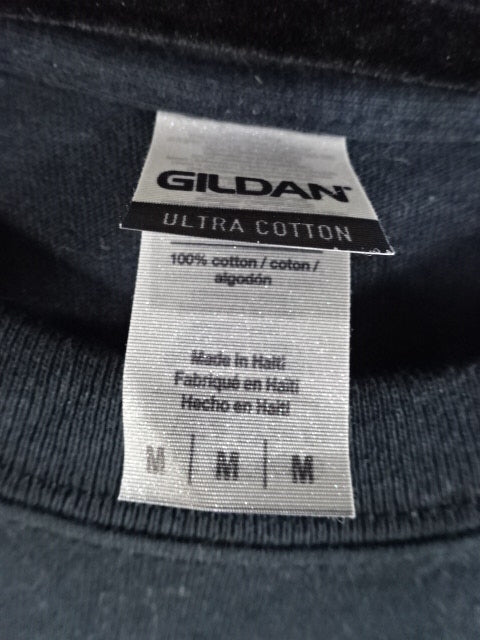 GILDAN
ULTRA COTTON
100% cotton / coton /
algodón
Made in Haiti
Fabriqué en Haïti
Hecho en Haití
M | M | M